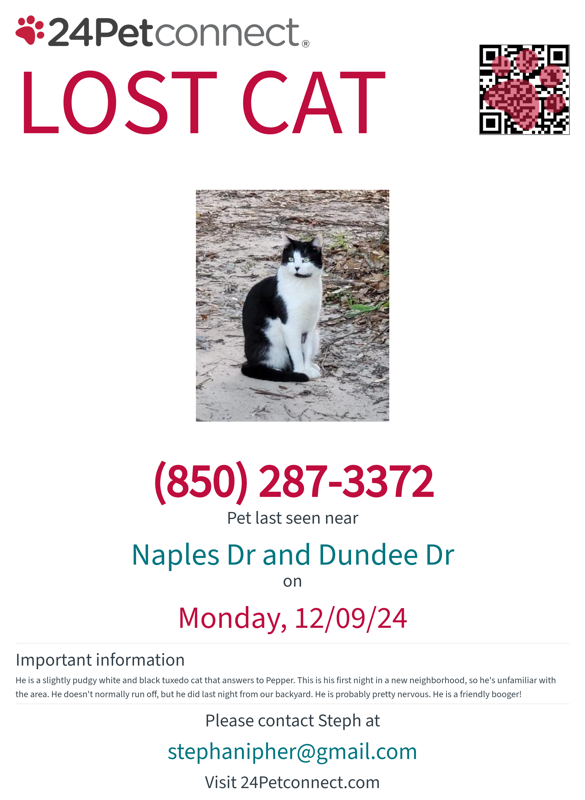 24Petconnect®
LOST CAT
(850) 287-3372
Pet last seen near
Naples Dr and Dundee Dr
on
Monday, 12/09/24
Important information
He is a slightly pudgy white and black tuxedo cat that answers to Pepper. This is his first night in a new neighborhood, so he's unfamiliar with
the area. He doesn't normally run off, but he did last night from our backyard. He is probably pretty nervous. He is a friendly booger!
Please contact Steph at
stephanipher@gmail.com
Visit 24Petconnect.com